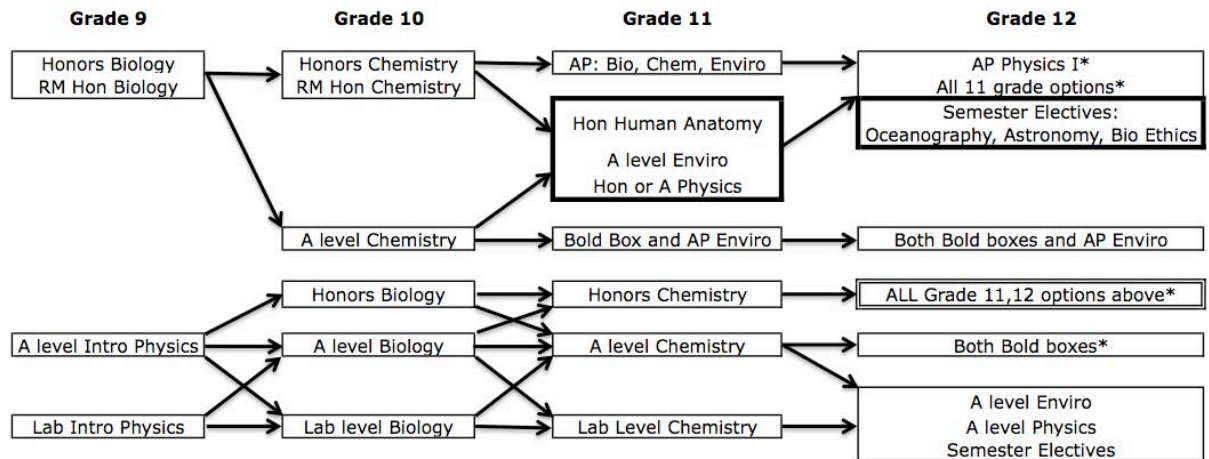 Grade 9
Grade 10
Grade 11
Grade 12
Honors Biology
RM Hon Biology
Honors Chemistry
RM Hon Chemistry
AP: Bio, Chem, Enviro
AP Physics I*
All 11 grade options*
Semester Electives:
Oceanography, Astronomy, Bio Ethics
Hon Human Anatomy
A level Enviro
Hon or A Physics
A level Chemistry
Bold Box and AP Enviro
Both Bold boxes and AP Enviro
Honors Biology
Honors Chemistry
ALL Grade 11,12 options above*
A level Intro Physics
A level Biology
A level Chemistry
Both Bold boxes*
Lab Intro Physics
Lab level Biology
Lab Level Chemistry
A level Enviro
A level Physics
Semester Electives